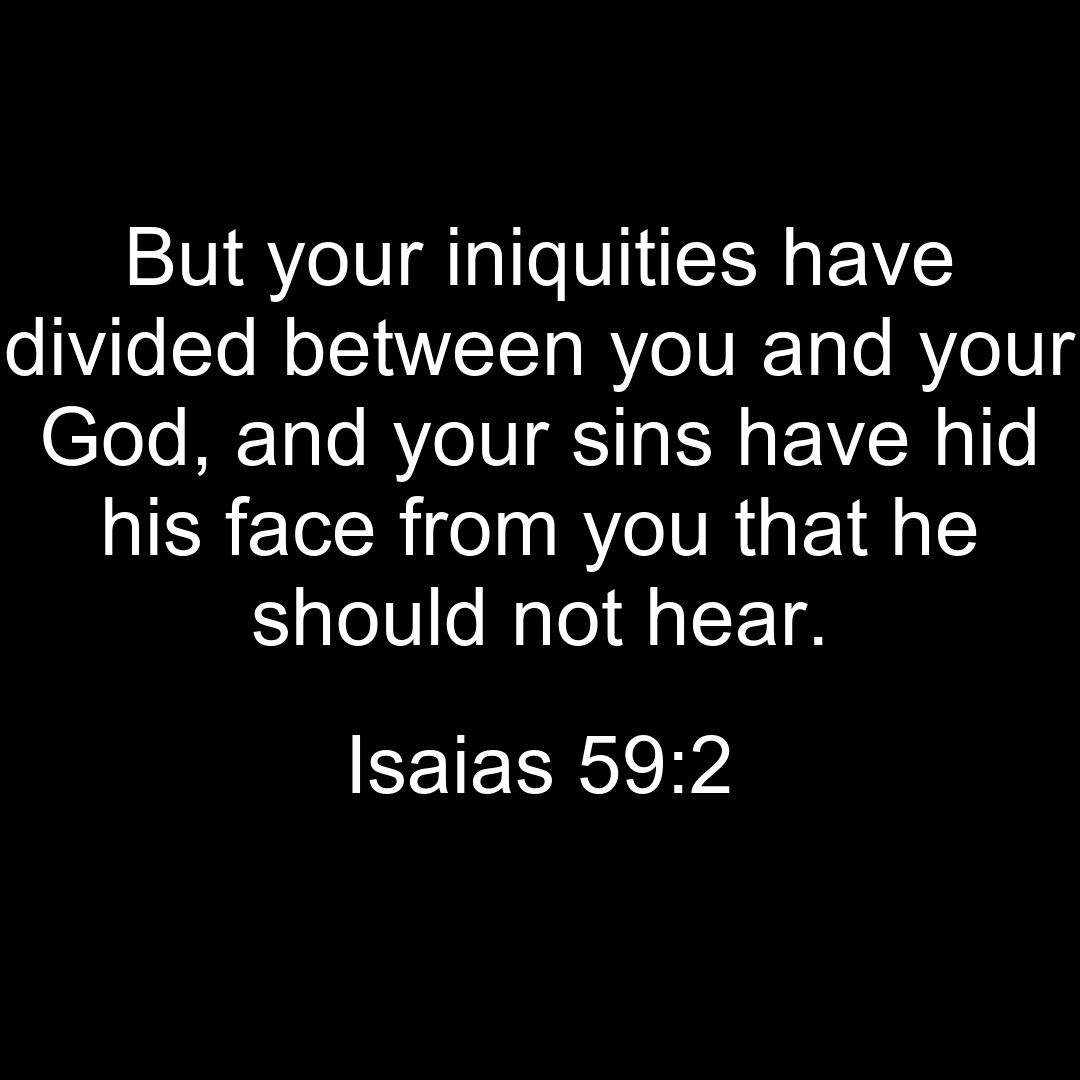 But your iniquities have
divided between you and your
God, and your sins have hid
his face from you that he
should not hear.
Isaias 59:2